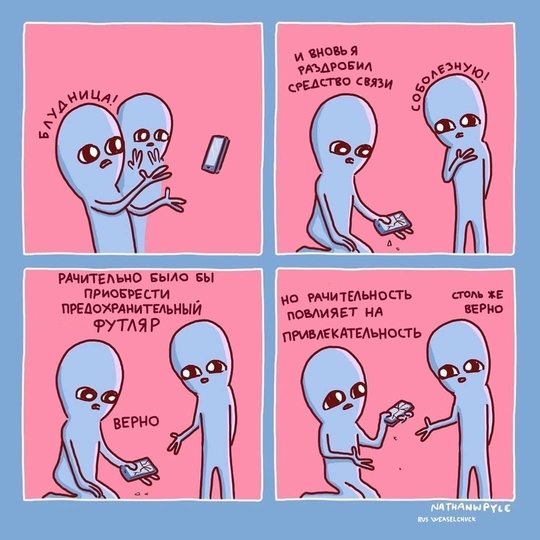 БЛУДНИЦА!
И ВНОВЬ Я
РАЗДРОБИЛ
СРЕДСТВО СВЯЗИ
СОБОЛЕЗНУЮ!
РАЧИТЕЛЬНО БЫЛО БЫ
ПРИОБРЕСТИ
ПРЕДОХРАНИТЕЛЬНЫЙ
ФУТЛЯР
ВЕРНО
НО РАЧИТЕЛЬНОСТЬ
ПОВЛИЯЕТ НА
ПРИВЛЕКАТЕЛЬНОСТЬ
СТОЛЬ ЖЕ
ВЕРНО
NATHANWPYLE
RUS WEASELCHUCK